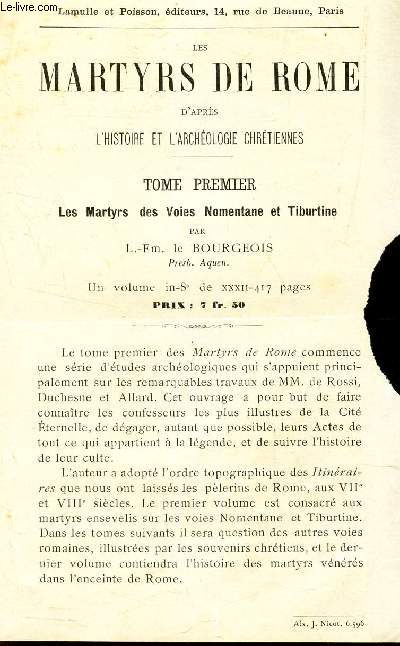 Lamulle et Poisson, éditeurs, 14, rue de Beaune, Paris
LES
MARTYRS DE ROME
D'APRÈS
L'HISTOIRE ET L'ARCHÉOLOGIE CHRÉTIENNES
TOME PREMIER
Les Martyrs des Voies Nomentane et Tiburtine
PAR
L.-Em. le BOURGEOIS
Presb. Aquen.
Un volume in-8° de XXXII-417 pages
PRIX : 7 fr. 50
Le tome premier des Martyrs de Rome commence
une série d'études archéologiques qui s'appuient princi-
palement sur les remarquables travaux de MM. de Rossi,
Duchesne et Allard. Cet ouvrage a pour but de faire
connaître les confesseurs les plus illustres de la Cité
Éternelle, de dégager, autant que possible, leurs Actes de
tout ce qui appartient à la légende, et de suivre l'histoire
de leur culte.
L'auteur a adopté l'ordre topographique des Itinérai-
res que nous ont laissés les pèlerins de Rome, aux VIIe
et VIIIe siècles. Le premier volume est consacré aux
martyrs ensevelis sur les voies Nomentane et Tiburtine.
Dans les tomes suivants il sera question des autres voies
romaines, illustrées par les souvenirs chrétiens, et le der-
nier volume contiendra l'histoire des martyrs vénérés
dans l'enceinte de Rome.
Aix, J. Nicot. 6.596